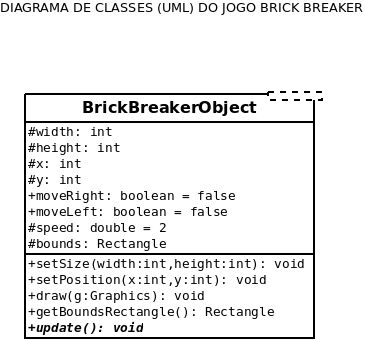 DIAGRAMA DE CLASSES (UML) DO JOGO BRICK BREAKER
BrickBreakerObject
#width: int
#height: int
#x: int
#y: int
+moveRight: boolean = false
+moveLeft: boolean = false
#speed: double = 2
#bounds: Rectangle
+setSize(width:int,height:int): void
+setPosition(x:int,y:int): void
+draw(g:Graphics): void
+getBoundsRectangle(): Rectangle
+update(): void